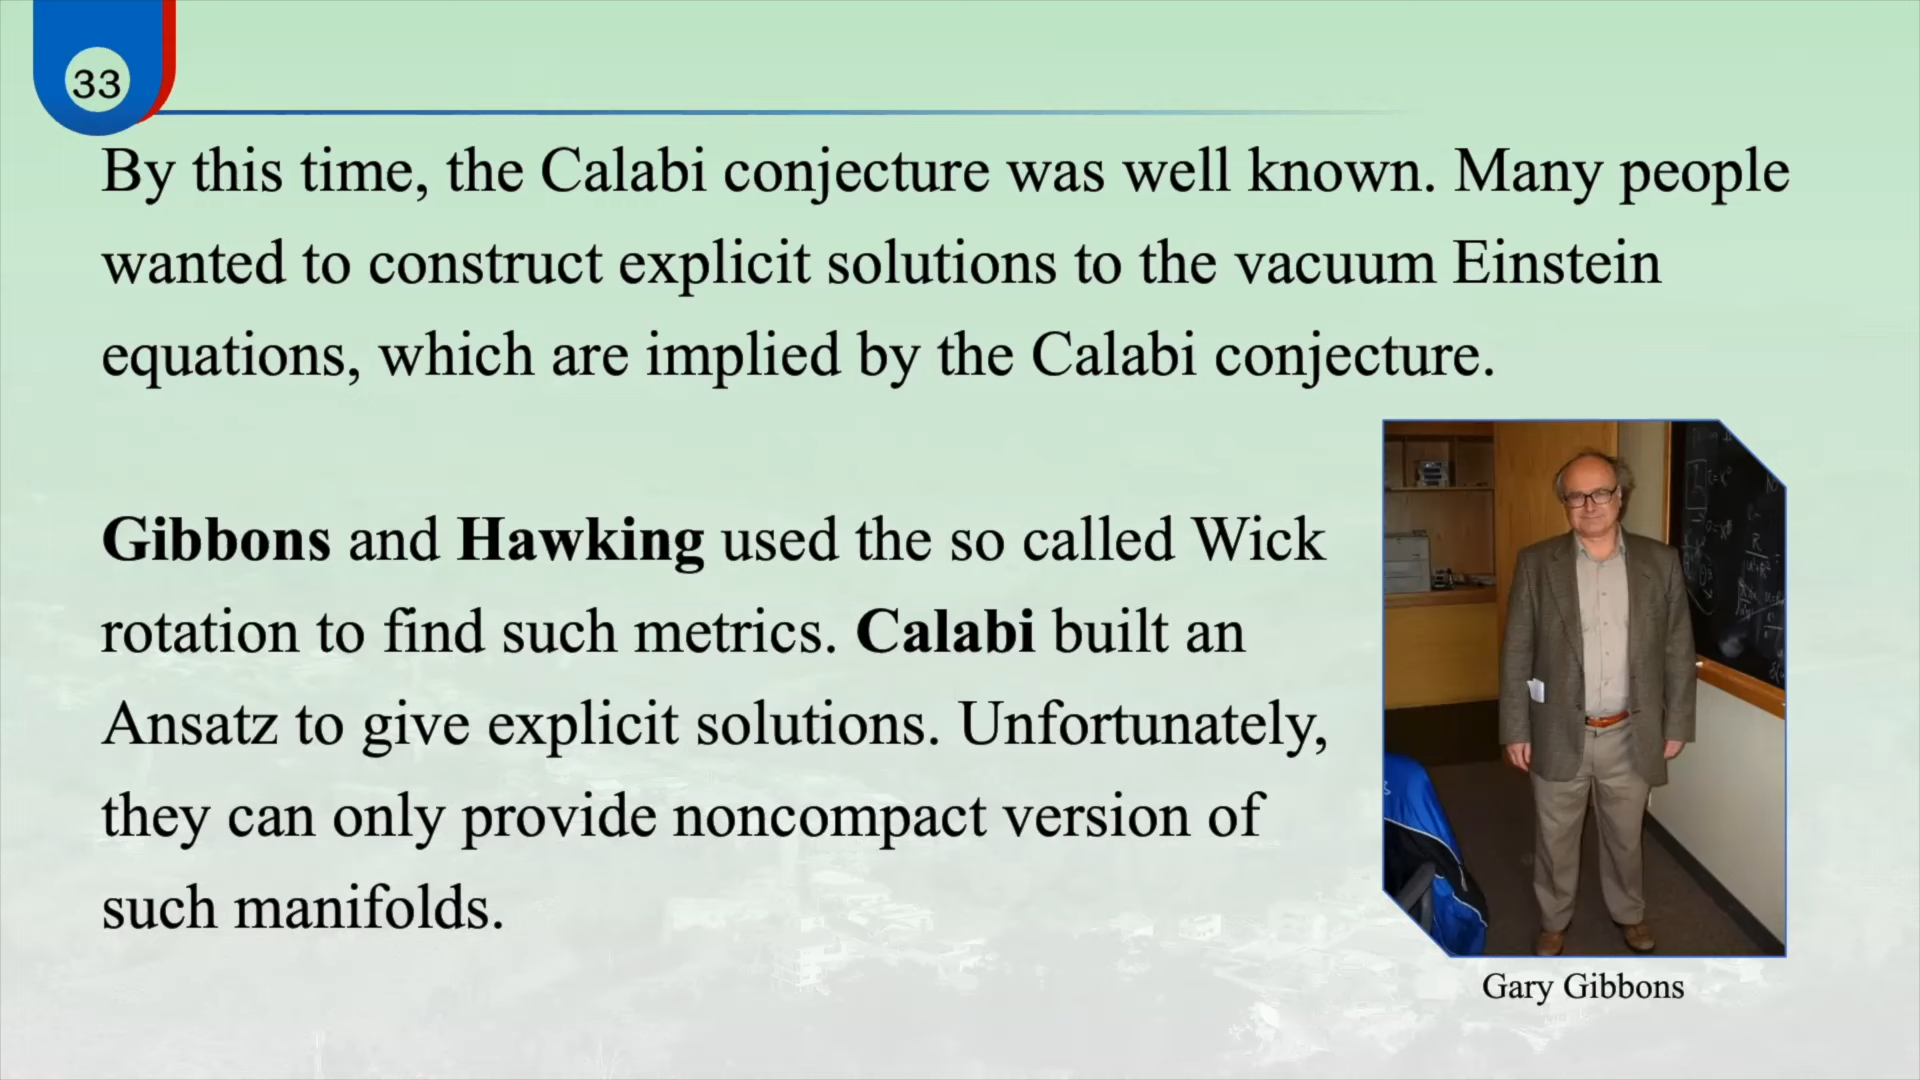 33
By this time, the Calabi conjecture was well known. Many people
wanted to construct explicit solutions to the vacuum Einstein
equations, which are implied by the Calabi conjecture.
Gibbons and Hawking used the so called Wick
rotation to find such metrics. Calabi built an
Ansatz to give explicit solutions. Unfortunately,
they can only provide noncompact version of
such manifolds.
Gary Gibbons